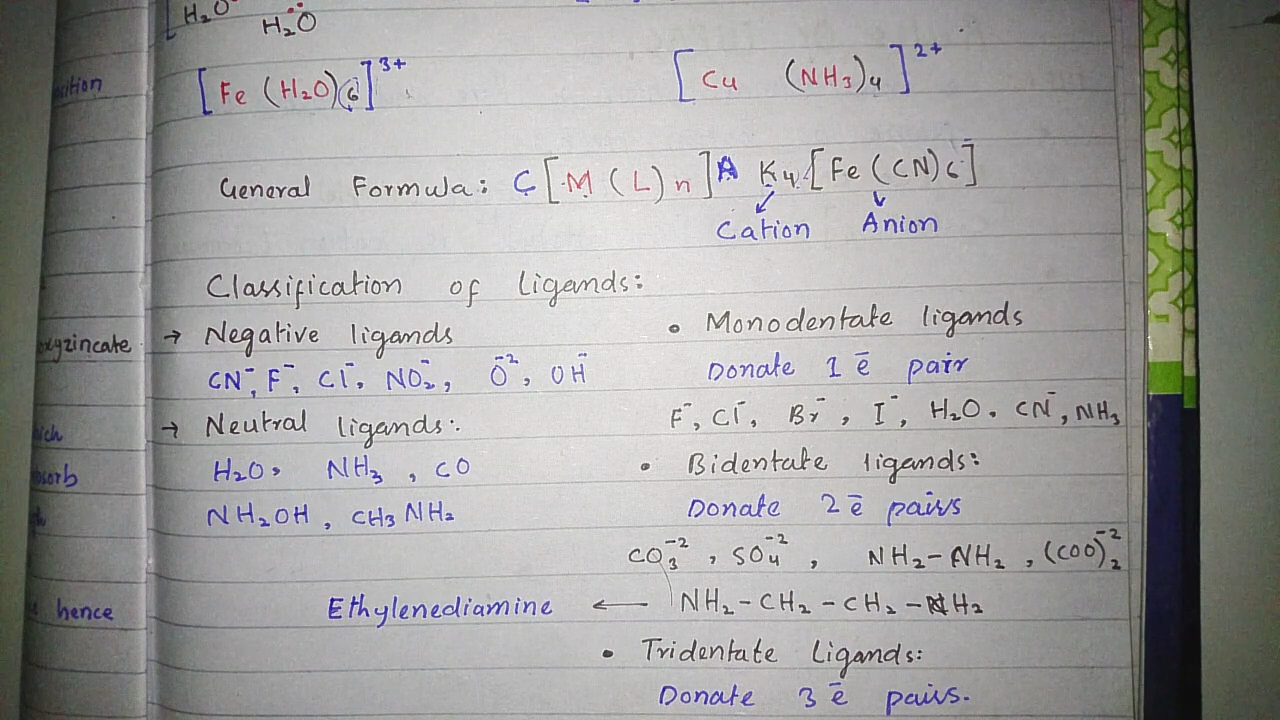 H₂O
H₂O
[Fe (H₂O)₆]³⁺
[Cu (NH₃)₄]²⁺
General Formula: C[M(L)n]A K₄[Fe(CN)₆]
Cation Anion
Classification of ligands:
→ Negative ligands
CN⁻, F⁻, Cl⁻, NO₂⁻, O⁻², OH⁻
→ Neutral ligands:
H₂O, NH₃, CO
NH₂OH, CH₃NH₂
• Monodentate ligands
Donate 1 ē pair
F⁻, Cl⁻, Br⁻, I⁻, H₂O, CN⁻, NH₃
• Bidentate ligands:
Donate 2 ē pairs
CO₃⁻², SO₄⁻², NH₂-NH₂, (COO)₂⁻²
Ethylenediamine ← NH₂-CH₂-CH₂-NH₂
• Tridentate Ligands:
Donate 3 ē pairs.
oxyzincate
hence